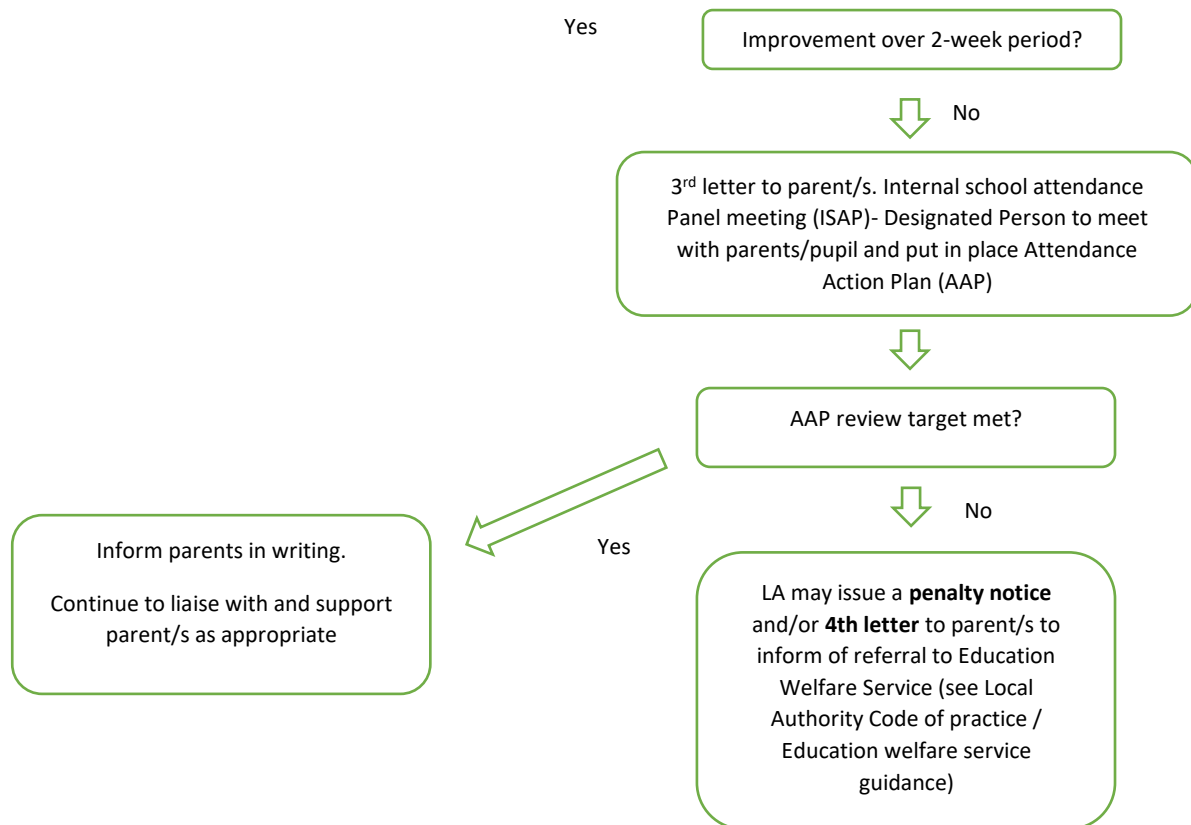 Yes
Improvement over 2-week period?
No
3rd letter to parent/s. Internal school attendance
Panel meeting (ISAP)- Designated Person to meet
with parents/pupil and put in place Attendance
Action Plan (AAP)
AAP review target met?
No
Yes
Inform parents in writing.
Continue to liaise with and support
parent/s as appropriate
LA may issue a penalty notice
and/or 4th letter to parent/s to
inform of referral to Education
Welfare Service (see Local
Authority Code of practice /
Education welfare service
guidance)